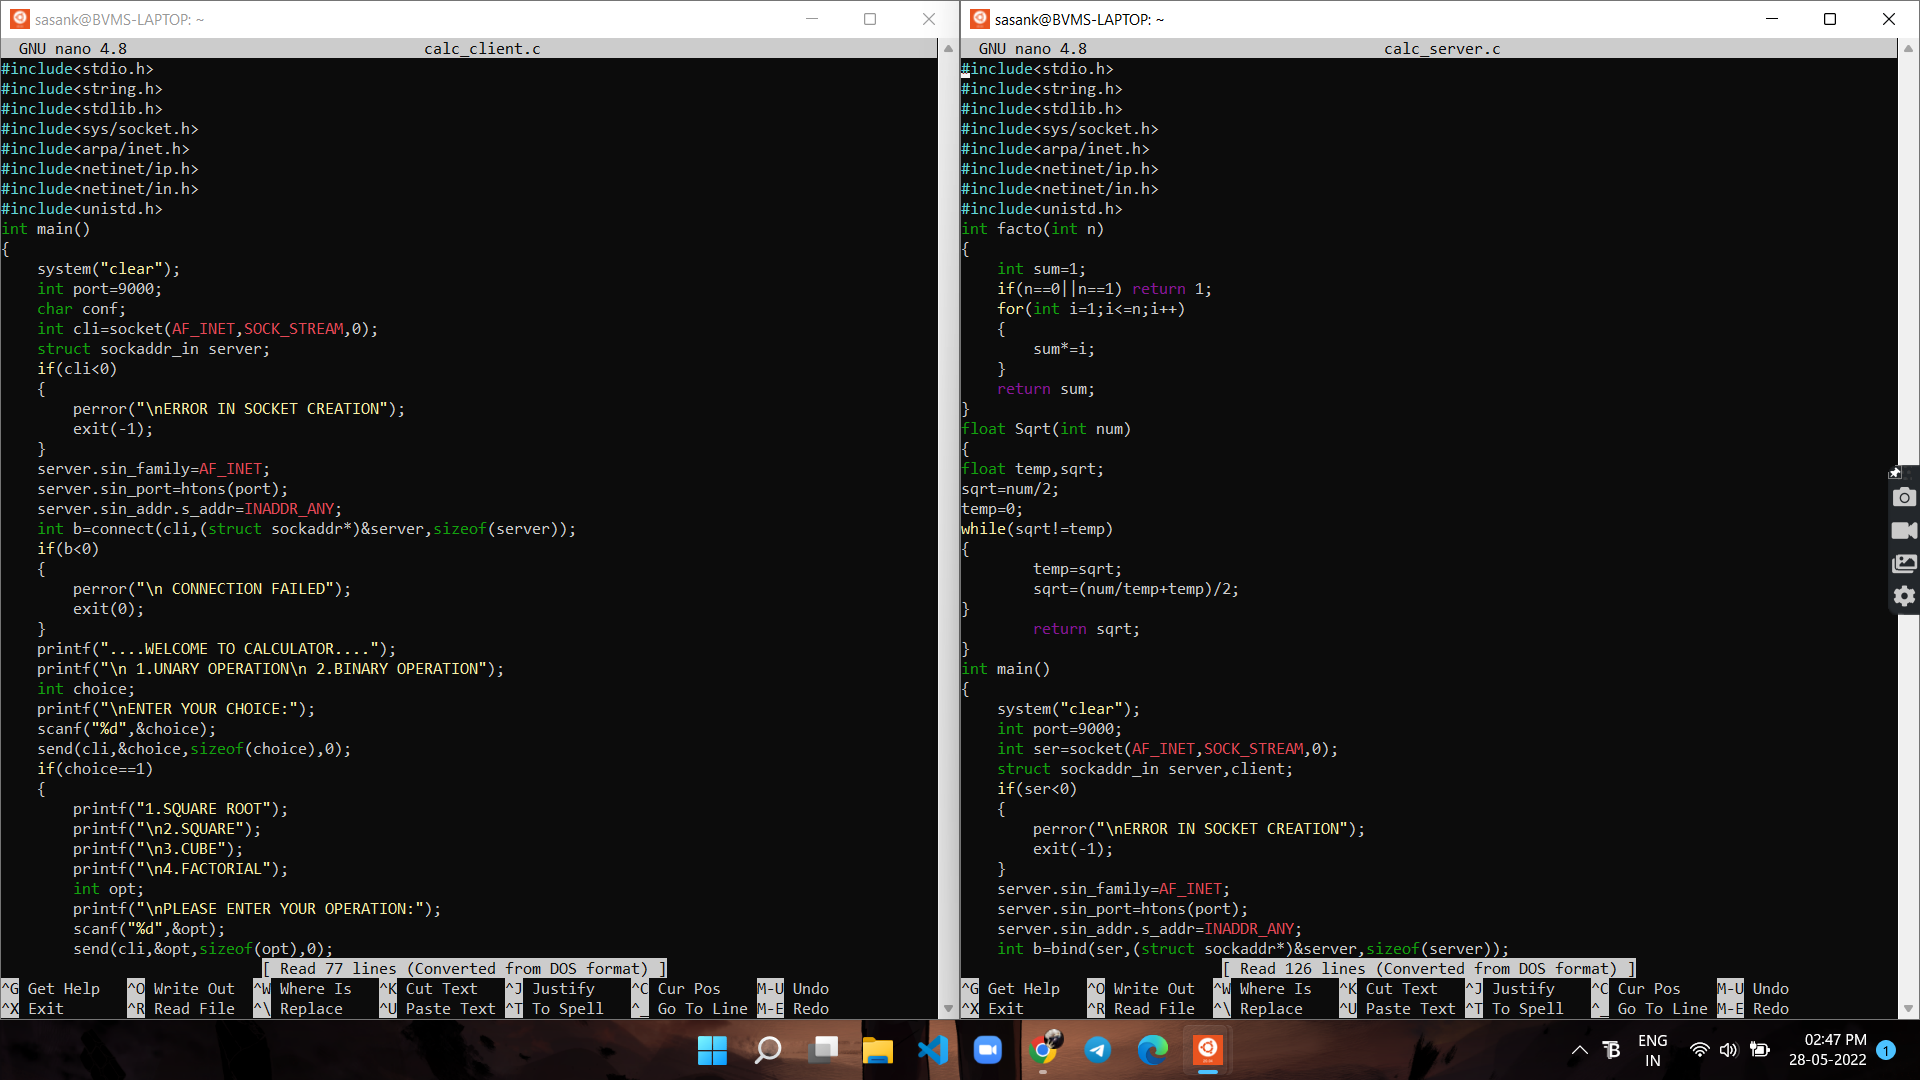 sasank@BVMS-LAPTOP: ~
GNU nano 4.8 calc_client.c
#include<stdio.h>
#include<string.h>
#include<stdlib.h>
#include<sys/socket.h>
#include<arpa/inet.h>
#include<netinet/ip.h>
#include<netinet/in.h>
#include<unistd.h>
int main()
{
    system("clear");
    int port=9000;
    char conf;
    int cli=socket(AF_INET,SOCK_STREAM,0);
    struct sockaddr_in server;
    if(cli<0)
    {
        perror("\nERROR IN SOCKET CREATION");
        exit(-1);
    }
    server.sin_family=AF_INET;
    server.sin_port=htons(port);
    server.sin_addr.s_addr=INADDR_ANY;
    int b=connect(cli,(struct sockaddr*)&server,sizeof(server));
    if(b<0)
    {
        perror("\n CONNECTION FAILED");
        exit(0);
    }
    printf("....WELCOME TO CALCULATOR....");
    printf("\n 1.UNARY OPERATION\n 2.BINARY OPERATION");
    int choice;
    printf("\nENTER YOUR CHOICE:");
    scanf("%d",&choice);
    send(cli,&choice,sizeof(choice),0);
    if(choice==1)
    {
        printf("1.SQUARE ROOT");
        printf("\n2.SQUARE");
        printf("\n3.CUBE");
        printf("\n4.FACTORIAL");
        int opt;
        printf("\nPLEASE ENTER YOUR OPERATION:");
        scanf("%d",&opt);
        send(cli,&opt,sizeof(opt),0);
[ Read 77 lines (Converted from DOS format) ]
^G Get Help ^O Write Out ^W Where Is ^K Cut Text ^J Justify ^C Cur Pos M-U Undo
^X Exit ^R Read File ^\ Replace ^U Paste Text ^T To Spell ^_ Go To Line M-E Redo
sasank@BVMS-LAPTOP: ~
GNU nano 4.8 calc_server.c
#include<stdio.h>
#include<string.h>
#include<stdlib.h>
#include<sys/socket.h>
#include<arpa/inet.h>
#include<netinet/ip.h>
#include<netinet/in.h>
#include<unistd.h>
int facto(int n)
{
    int sum=1;
    if(n==0||n==1) return 1;
    for(int i=1;i<=n;i++)
    {
        sum*=i;
    }
    return sum;
}
float Sqrt(int num)
{
float temp,sqrt;
sqrt=num/2;
temp=0;
while(sqrt!=temp)
{
        temp=sqrt;
        sqrt=(num/temp+temp)/2;
}
        return sqrt;
}
int main()
{
    system("clear");
    int port=9000;
    int ser=socket(AF_INET,SOCK_STREAM,0);
    struct sockaddr_in server,client;
    if(ser<0)
    {
        perror("\nERROR IN SOCKET CREATION");
        exit(-1);
    }
    server.sin_family=AF_INET;
    server.sin_port=htons(port);
    server.sin_addr.s_addr=INADDR_ANY;
    int b=bind(ser,(struct sockaddr*)&server,sizeof(server));
[ Read 126 lines (Converted from DOS format) ]
^G Get Help ^O Write Out ^W Where Is ^K Cut Text ^J Justify ^C Cur Pos M-U Undo
^X Exit ^R Read File ^\ Replace ^U Paste Text ^T To Spell ^_ Go To Line M-E Redo
ENG
IN
02:47 PM
28-05-2022
1